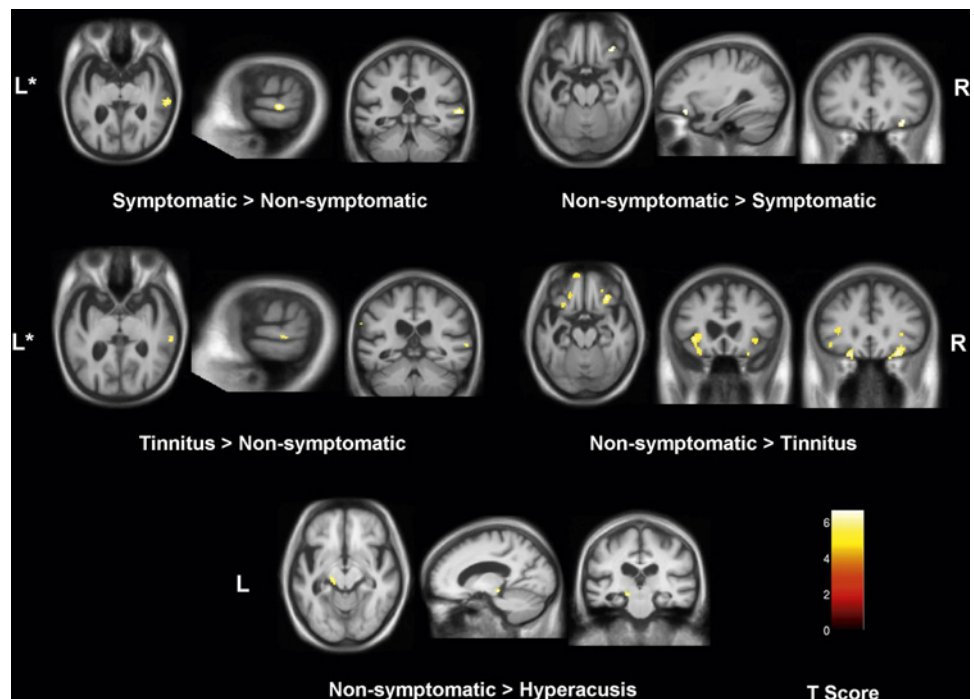 L*
R
Symptomatic > Non-symptomatic
Non-symptomatic > Symptomatic
L*
R
Tinnitus > Non-symptomatic
Non-symptomatic > Tinnitus
L
6
4
2
0
Non-symptomatic > Hyperacusis
T Score